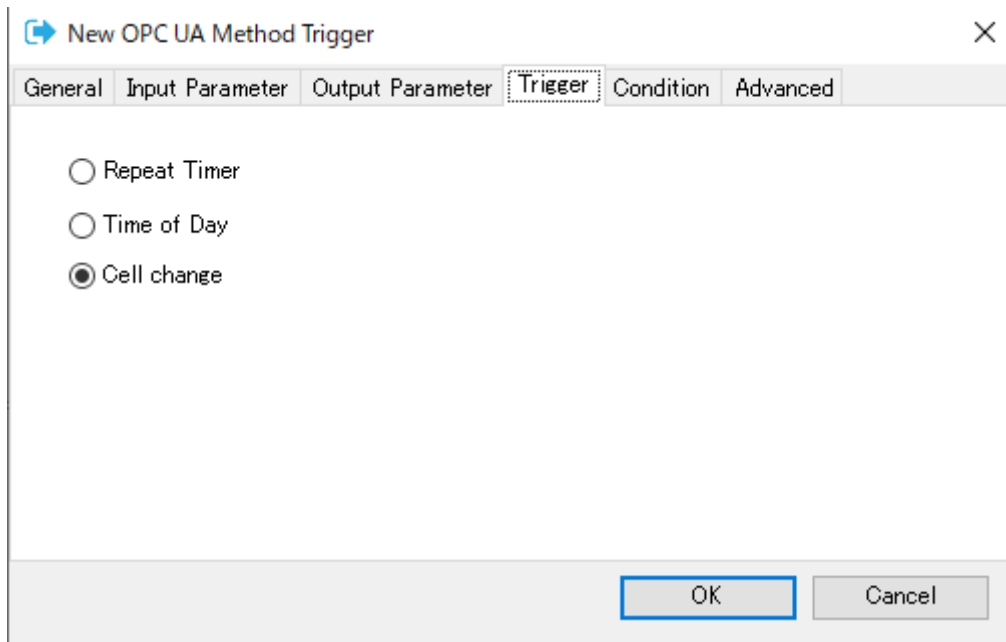 New OPC UA Method Trigger
General Input Parameter Output Parameter Trigger Condition Advanced
Repeat Timer
Time of Day
Cell change
OK Cancel